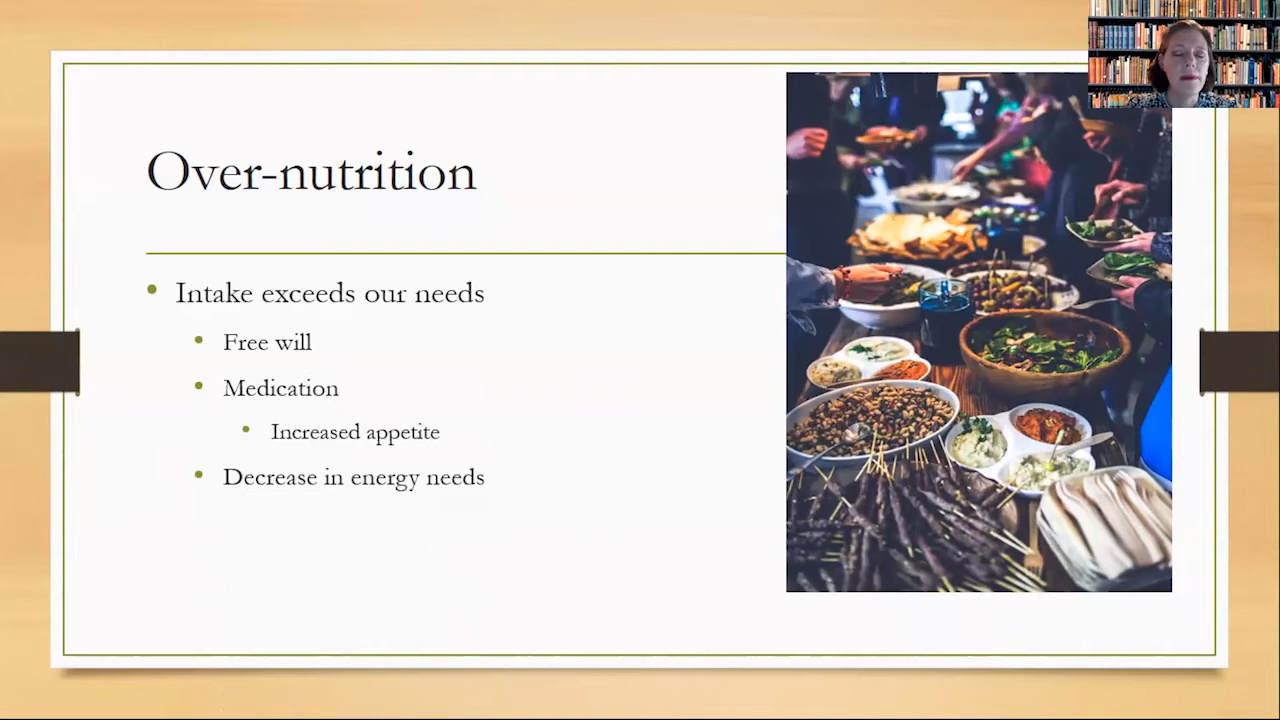 Over-nutrition
Intake exceeds our needs
Free will
Medication
Increased appetite
Decrease in energy needs